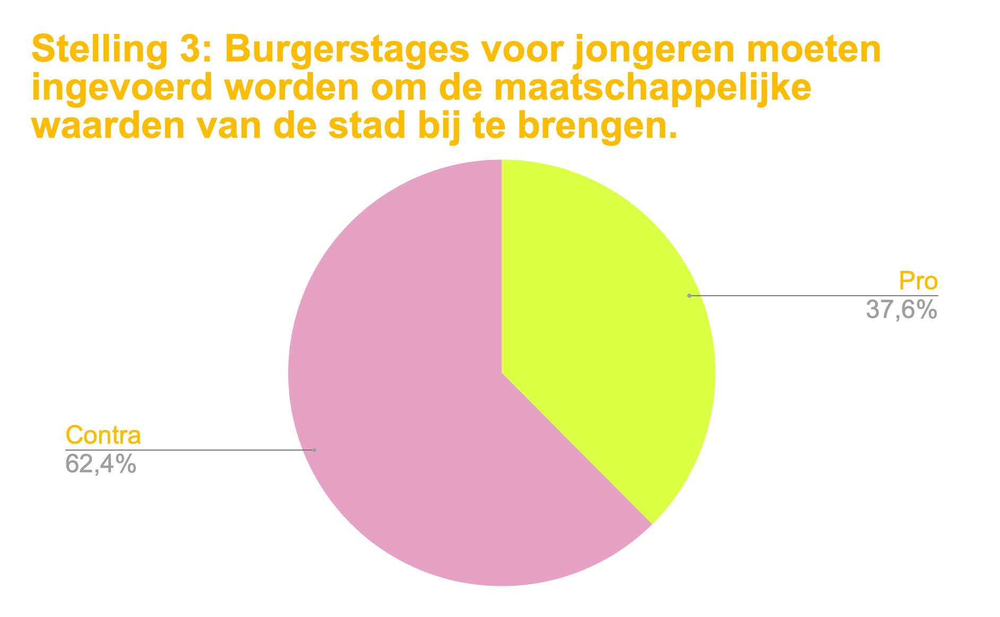 Stelling 3: Burgerstages voor jongeren moeten
ingevoerd worden om de maatschappelijke
waarden van de stad bij te brengen.
Pro
37,6%
Contra
62,4%